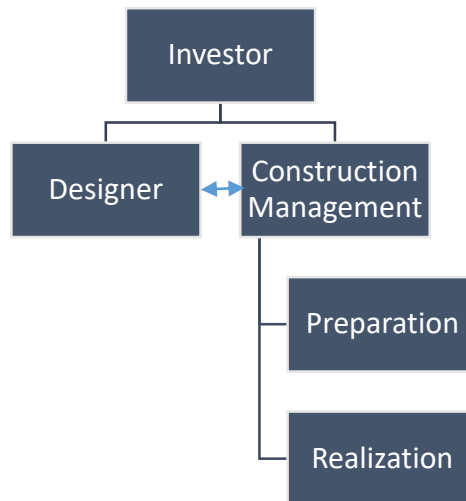 Investor
Designer
Construction
Management
Preparation
Realization